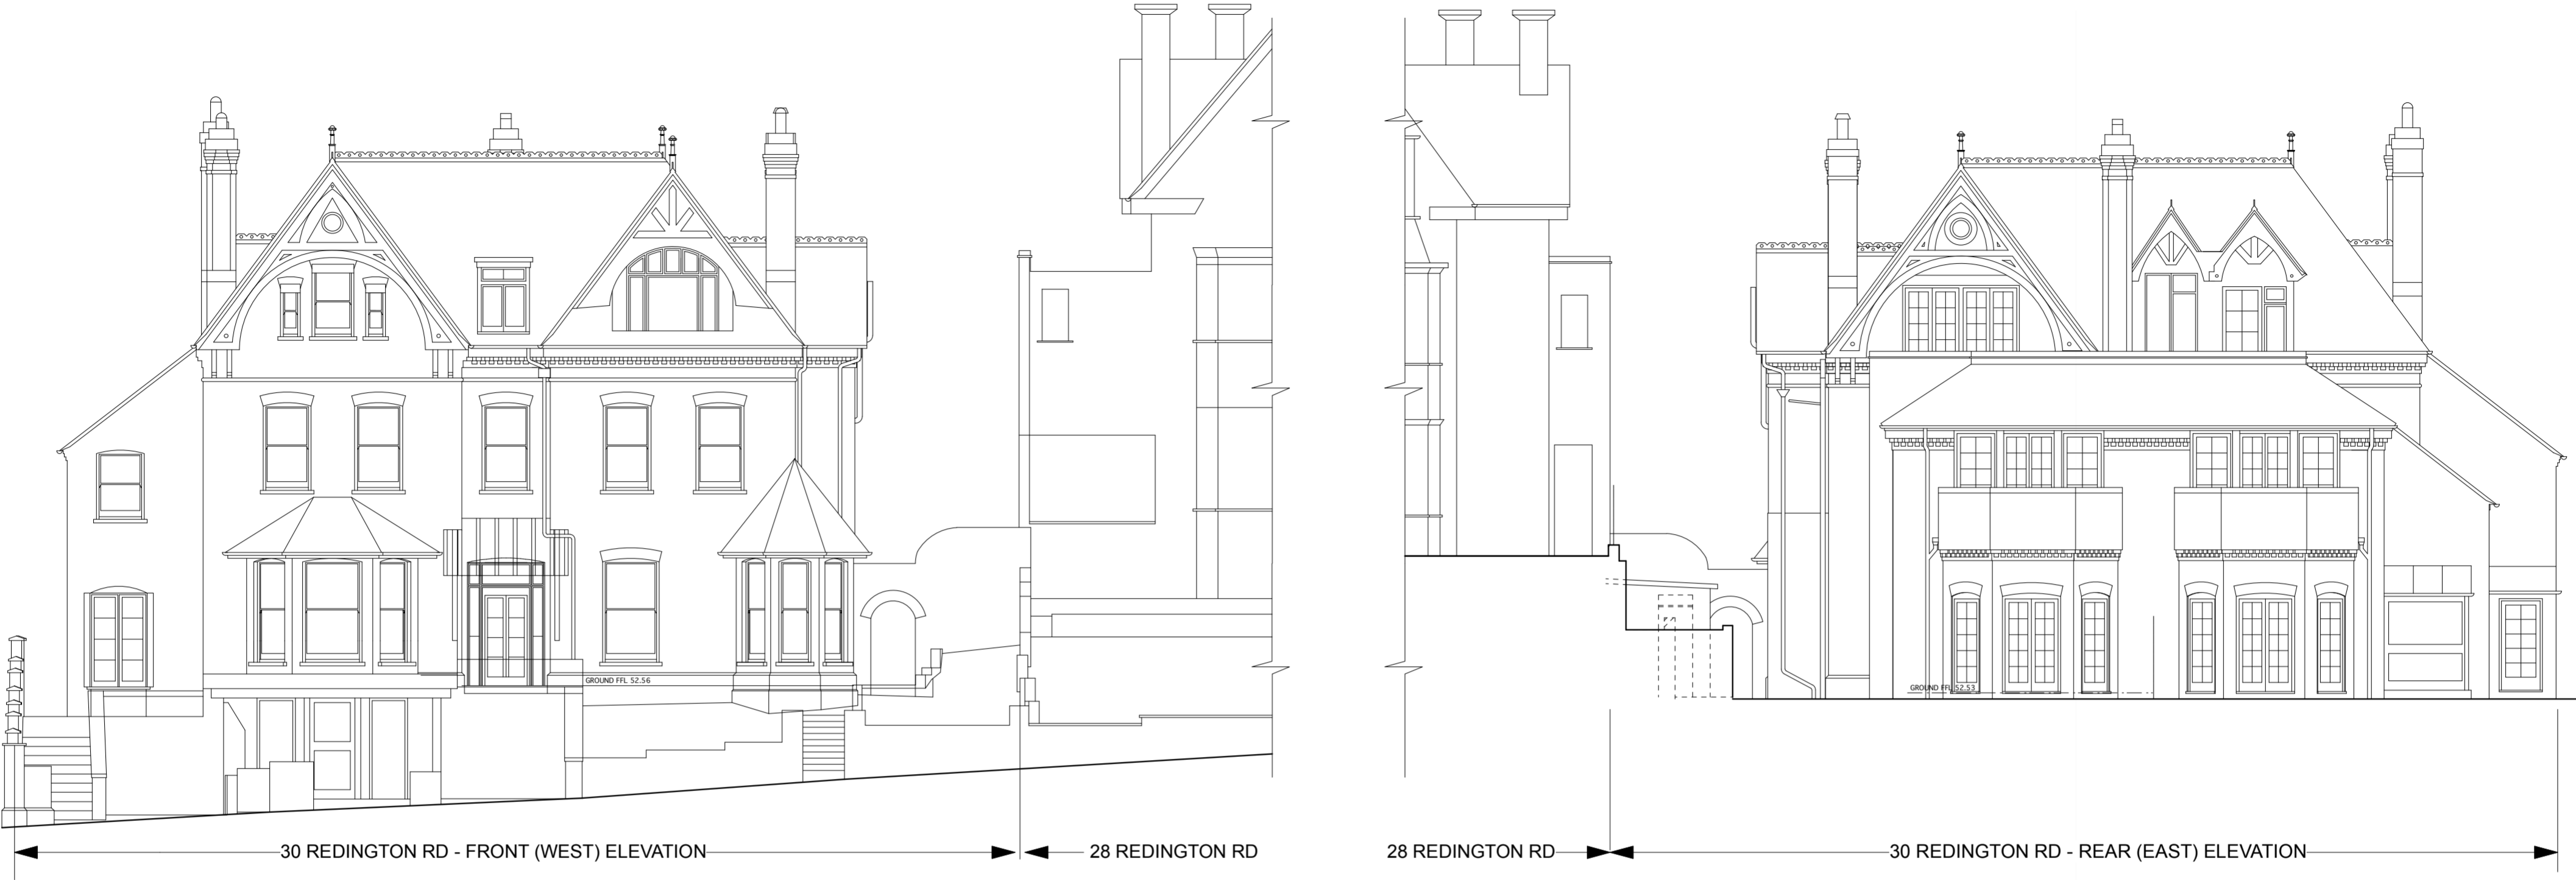 GROUND FFL 52.56
GROUND FFL 52.53
30 REDINGTON RD - FRONT (WEST) ELEVATION
28 REDINGTON RD
28 REDINGTON RD
30 REDINGTON RD - REAR (EAST) ELEVATION